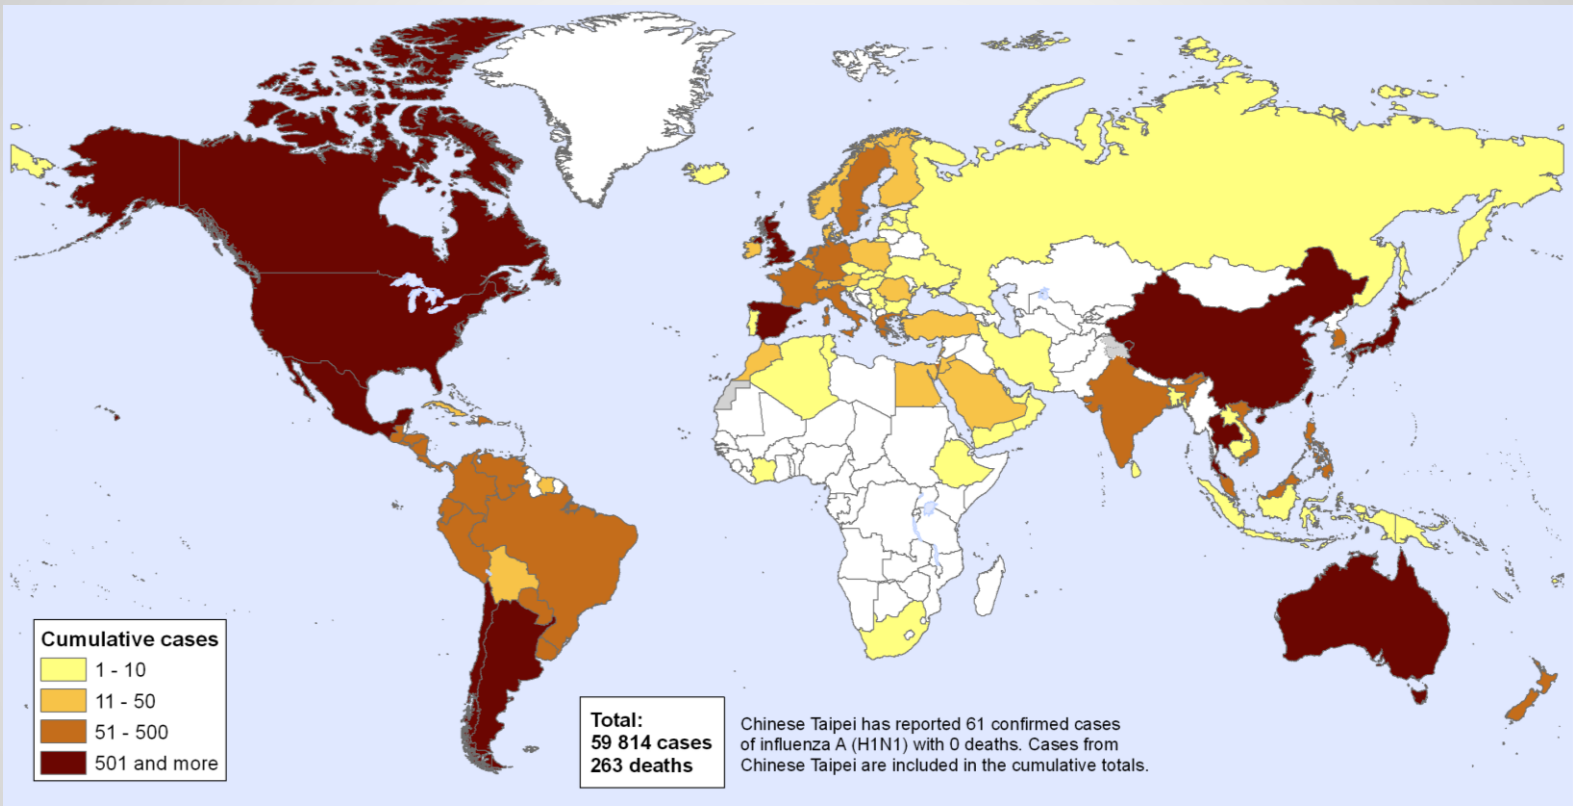 Cumulative cases
1 - 10
11 - 50
51 - 500
501 and more
Total:
59 814 cases
263 deaths
Chinese Taipei has reported 61 confirmed cases
of influenza A (H1N1) with 0 deaths. Cases from
Chinese Taipei are included in the cumulative totals.